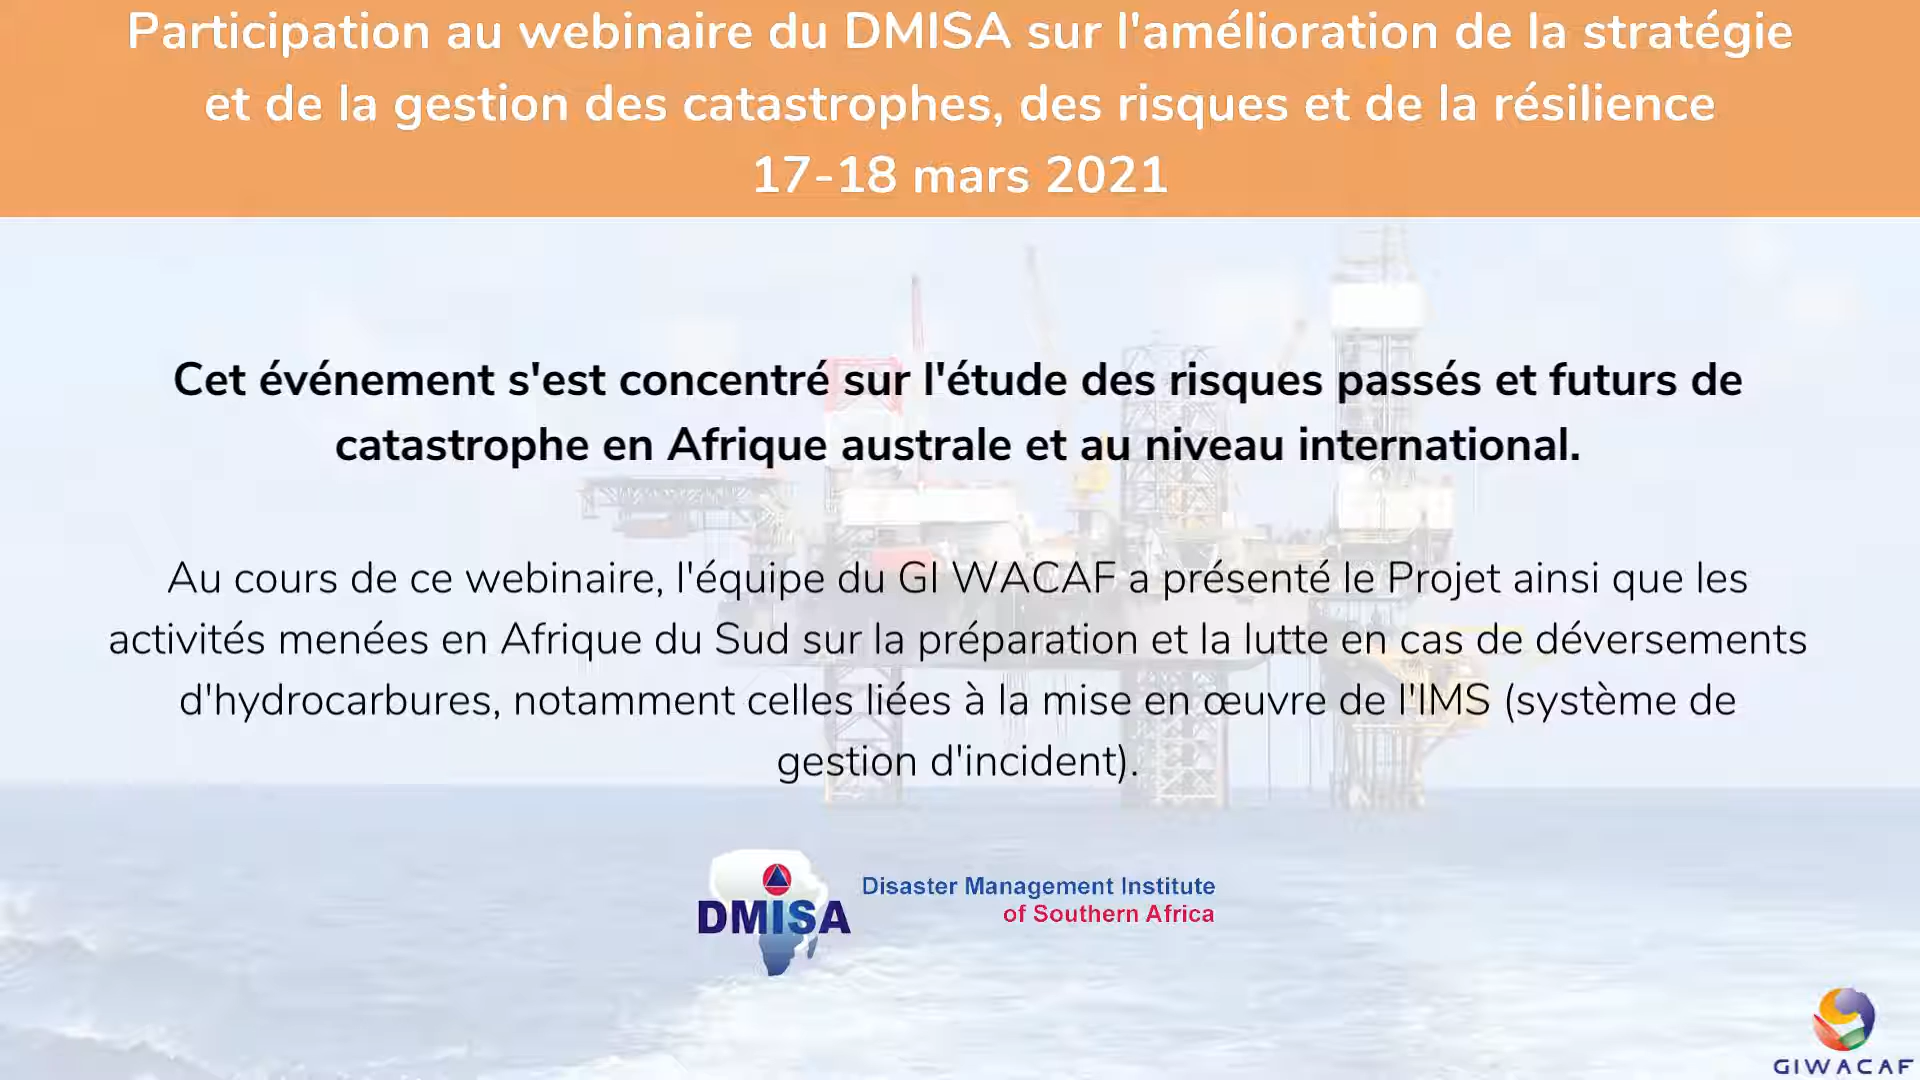 Participation au webinaire du DMISA sur l'amélioration de la stratégie
et de la gestion des catastrophes, des risques et de la résilience
17-18 mars 2021
Cet événement s'est concentré sur l'étude des risques passés et futurs de
catastrophe en Afrique australe et au niveau international.
Au cours de ce webinaire, l'équipe du GI WACAF a présenté le Projet ainsi que les
activités menées en Afrique du Sud sur la préparation et la lutte en cas de déversements
d'hydrocarbures, notamment celles liées à la mise en œuvre de l'IMS (système de
gestion d'incident).
DMISA
Disaster Management Institute
of Southern Africa
GIWACAF